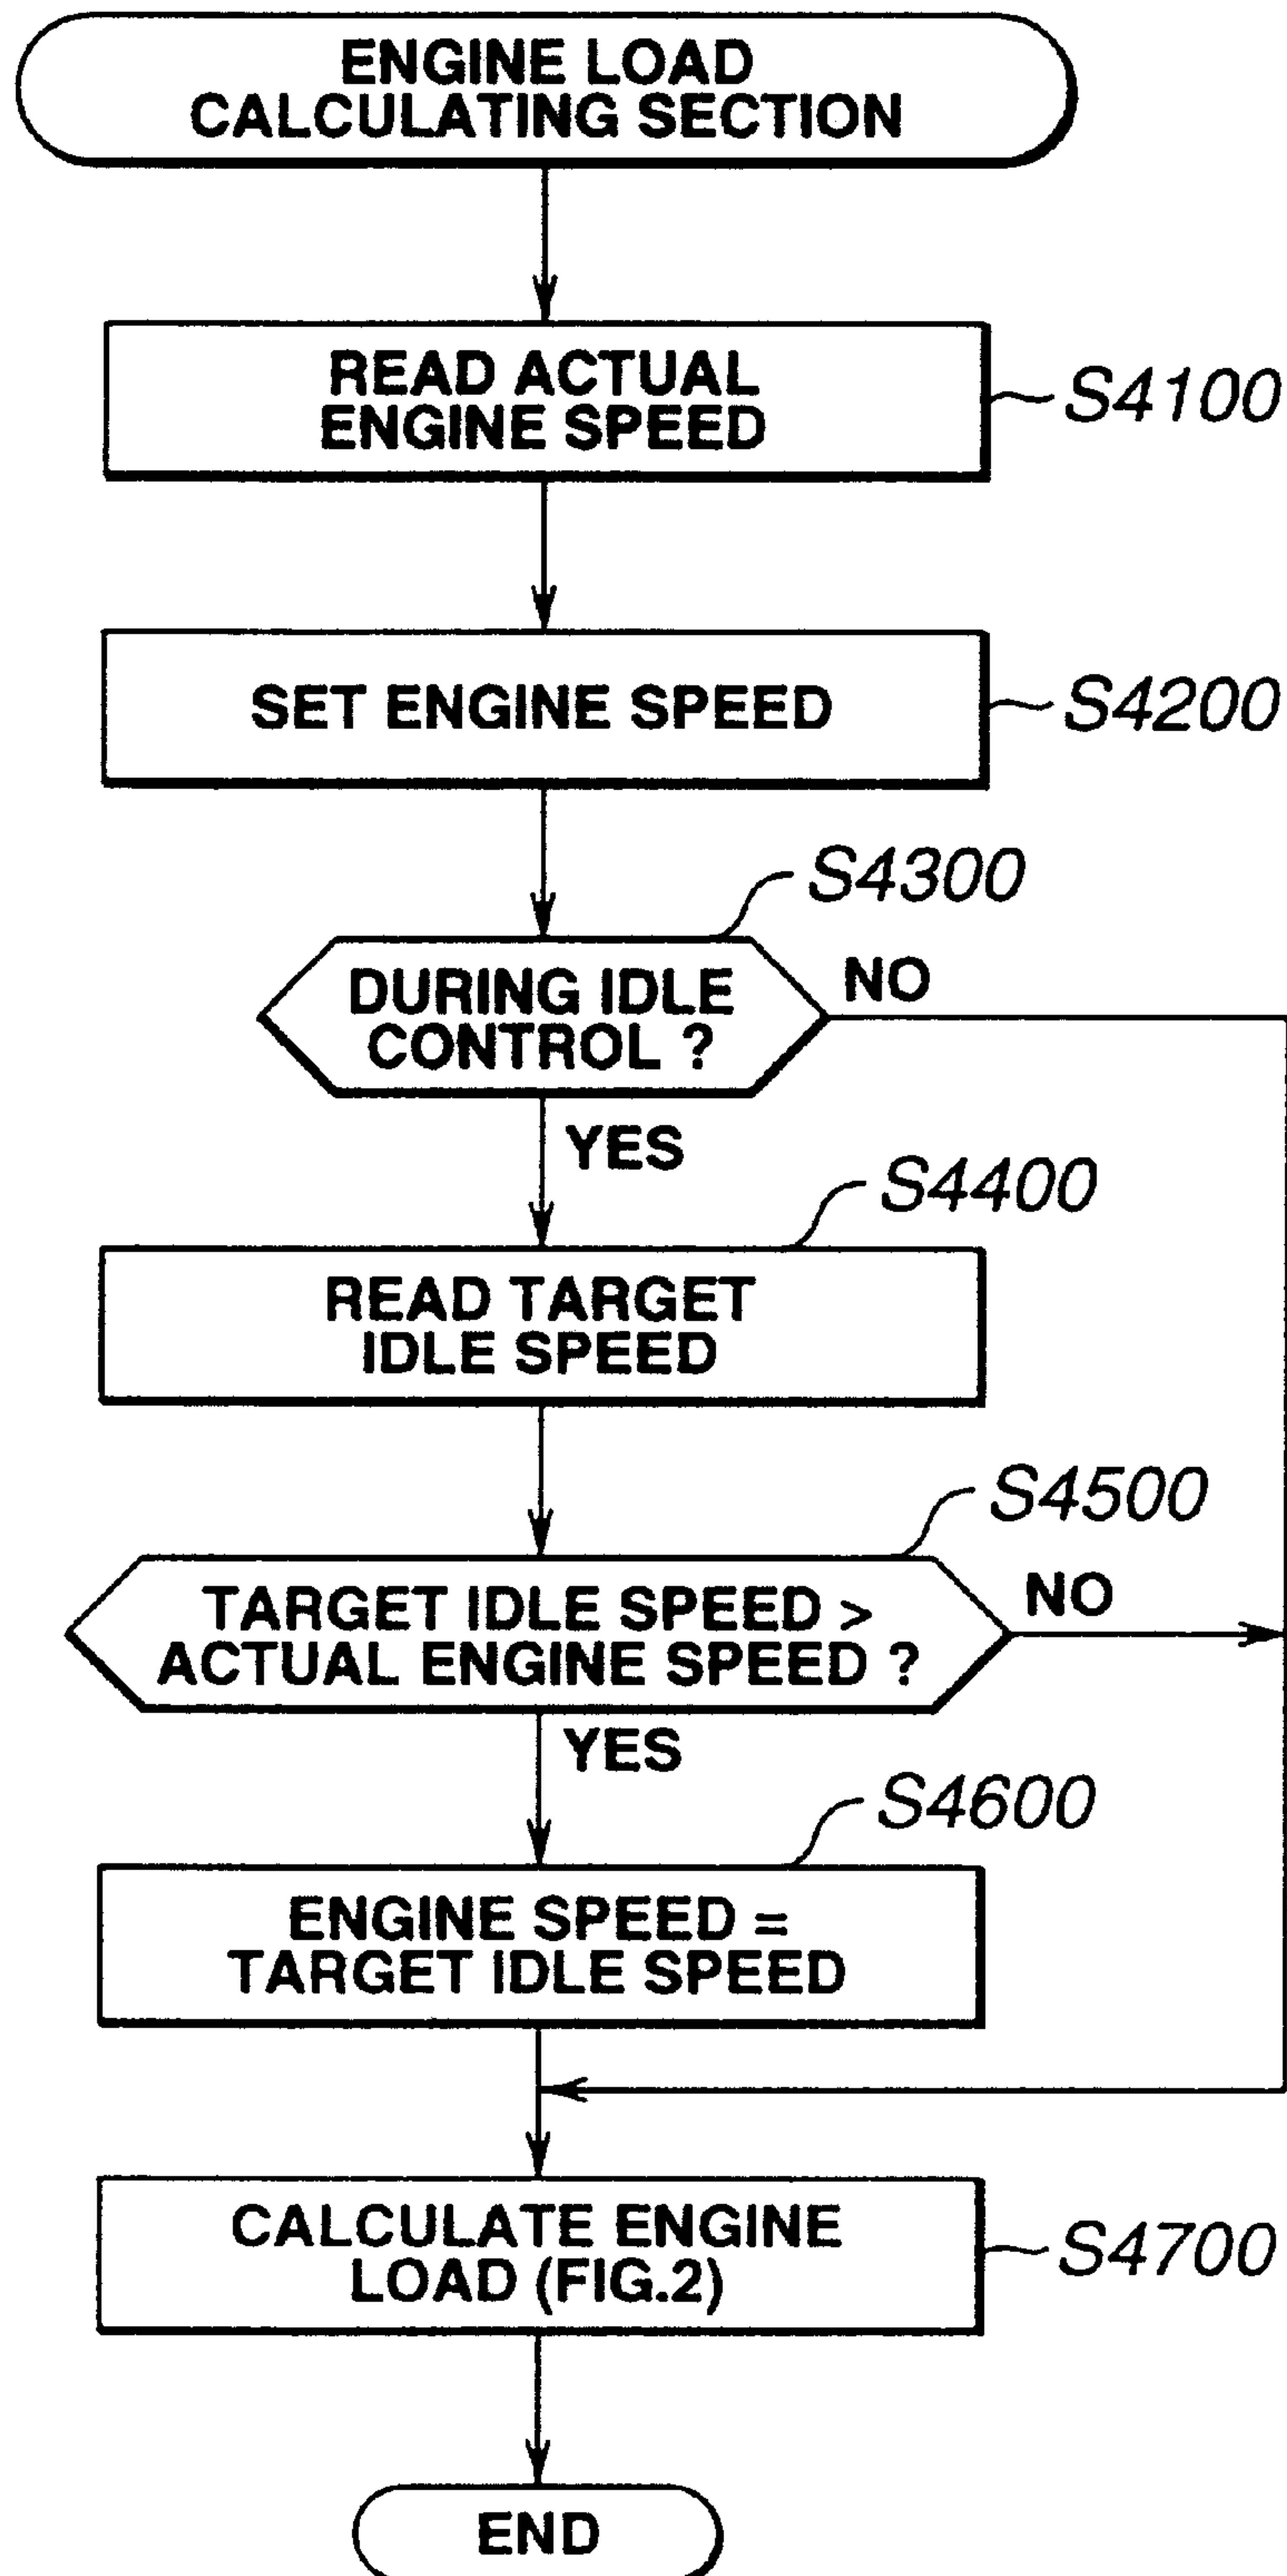 ENGINE LOAD
CALCULATING SECTION
READ ACTUAL
ENGINE SPEED
S4100
SET ENGINE SPEED
S4200
S4300
DURING IDLE
CONTROL ?
NO
YES
S4400
READ TARGET
IDLE SPEED
S4500
TARGET IDLE SPEED >
ACTUAL ENGINE SPEED ?
NO
YES
S4600
ENGINE SPEED =
TARGET IDLE SPEED
CALCULATE ENGINE
LOAD (FIG.2)
S4700
END